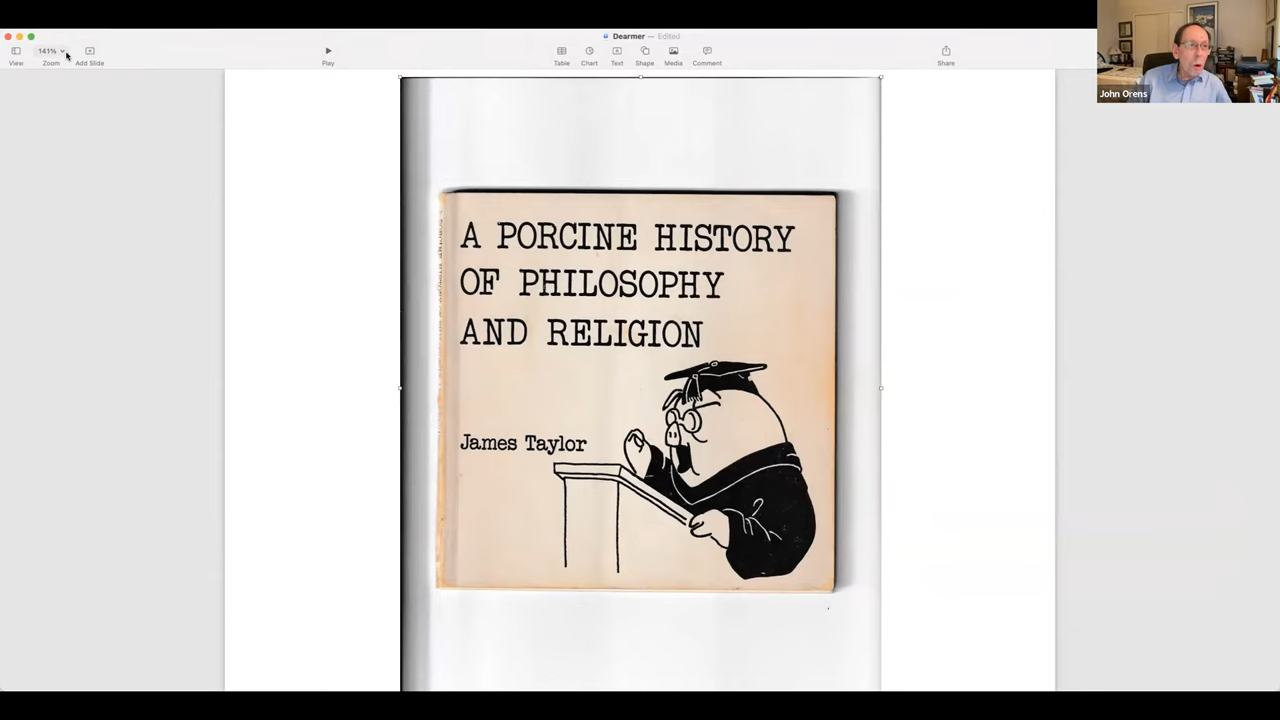 Dearmer — Edited
141%
View
Zoom
Add Slide
Play
Table
Chart
Text
Shape
Media
Comment
Share
John Orens
A PORCINE HISTORY
OF PHILOSOPHY
AND RELIGION
James Taylor